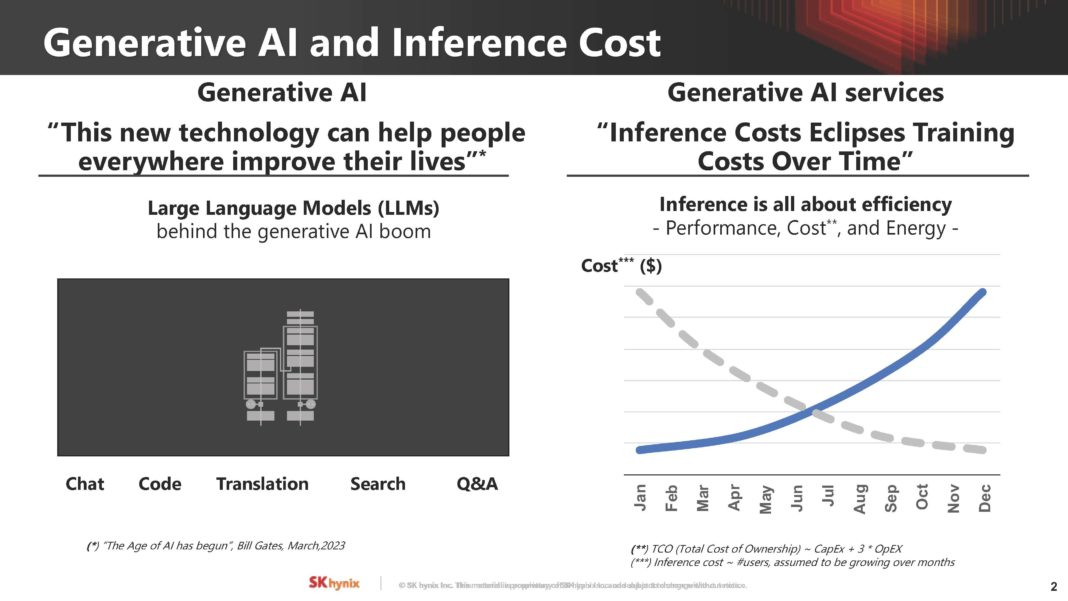 Generative AI and Inference Cost
Generative AI
“This new technology can help people
everywhere improve their lives”*
Large Language Models (LLMs)
behind the generative AI boom
Chat Code Translation Search Q&A
(*) “The Age of AI has begun”, Bill Gates, March,2023
Generative AI services
“Inference Costs Eclipses Training
Costs Over Time”
Inference is all about efficiency
- Performance, Cost**, and Energy -
Cost*** ($)
Jan Feb Mar Apr May Jun Jul Aug Sep Oct Nov Dec
(**) TCO (Total Cost of Ownership) ~ CapEx + 3 * OpEX
(***) Inference cost ~ #users, assumed to be growing over months
SK hynix
© SK hynix Inc. This
2